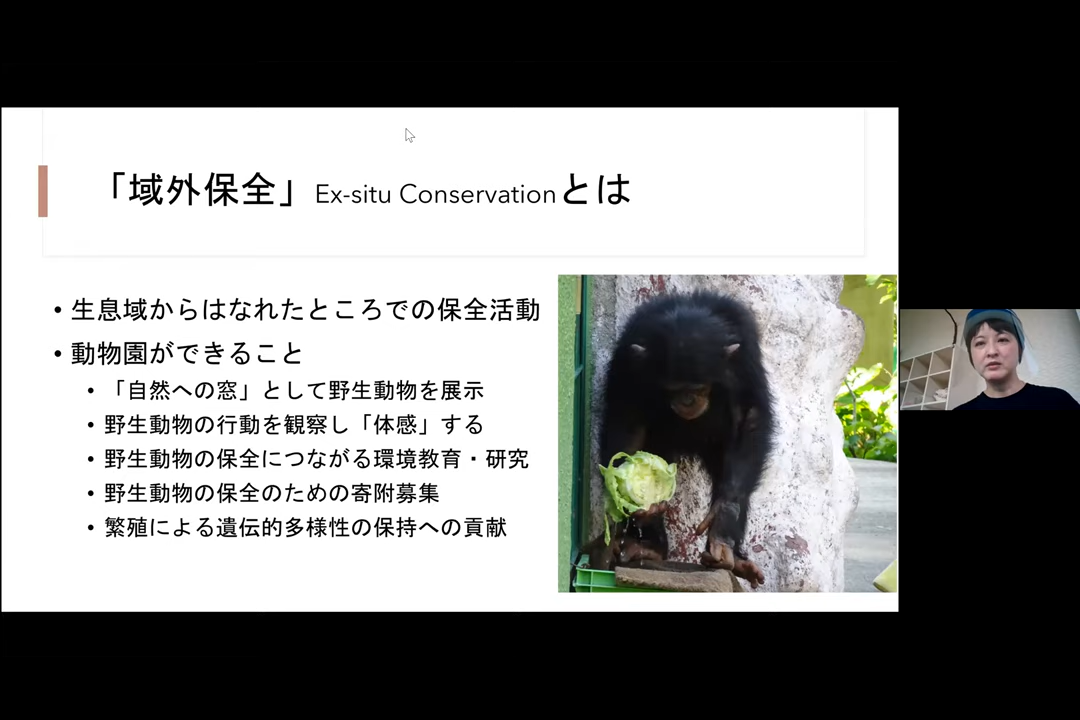 「域外保全」Ex-situ Conservationとは
• 生息域からはなれたところでの保全活動
• 動物園ができること
• 「自然への窓」として野生動物を展示
• 野生動物の行動を観察し「体感」する
• 野生動物の保全につながる環境教育・研究
• 野生動物の保全のための寄附募集
• 繁殖による遺伝的多様性の保持への貢献